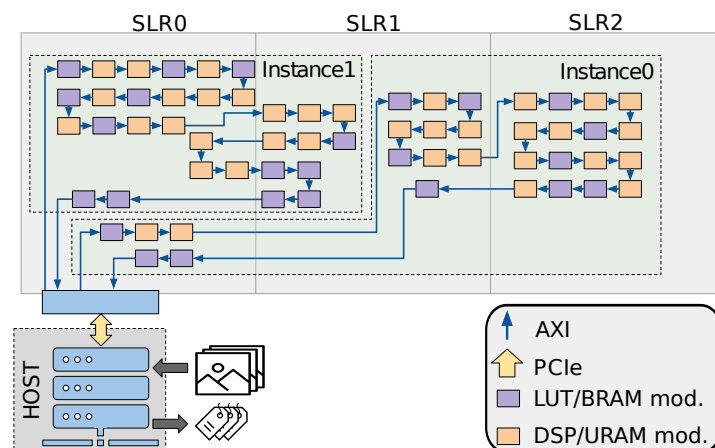 SLR0 SLR1 SLR2
Instance1 Instance0
HOST
AXI
PCIe
LUT/BRAM mod.
DSP/URAM mod.